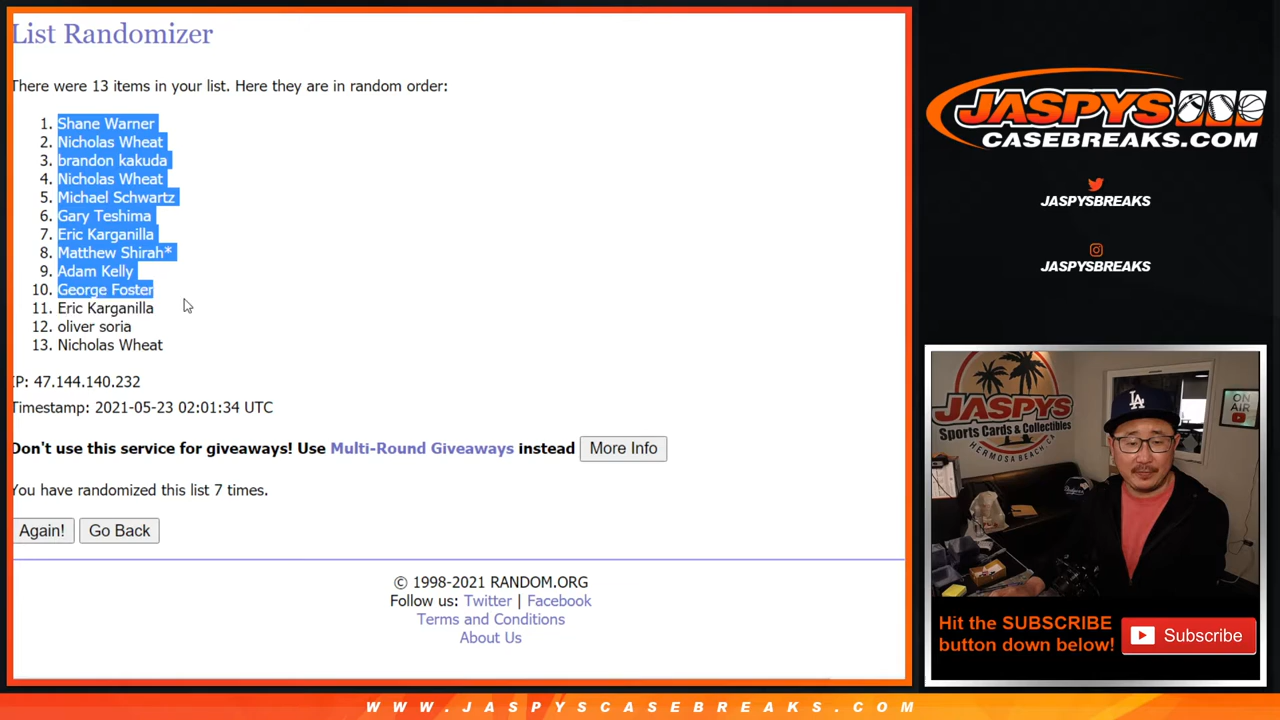 List Randomizer
There were 13 items in your list. Here they are in random order:
1. Shane Warner
2. Nicholas Wheat
3. brandon kakuda
4. Nicholas Wheat
5. Michael Schwartz
6. Gary Teshima
7. Eric Karganilla
8. Matthew Shirah*
9. Adam Kelly
10. George Foster
11. Eric Karganilla
12. oliver soria
13. Nicholas Wheat
IP: 47.144.140.232
Timestamp: 2021-05-23 02:01:34 UTC
Don't use this service for giveaways! Use Multi-Round Giveaways instead More Info
You have randomized this list 7 times.
Again! Go Back
© 1998-2021 RANDOM.ORG
Follow us: Twitter | Facebook
Terms and Conditions
About Us
JASPYS
CASEBREAKS.COM
JASPYSBREAKS
JASPYSBREAKS
JASPYS
Sports Cards & Collectibles
HERMOSA BEACH, CA
ON
AIR
LA
Hit the SUBSCRIBE
button down below!
Subscribe
WWW.JASPYSCASEBREAKS.COM